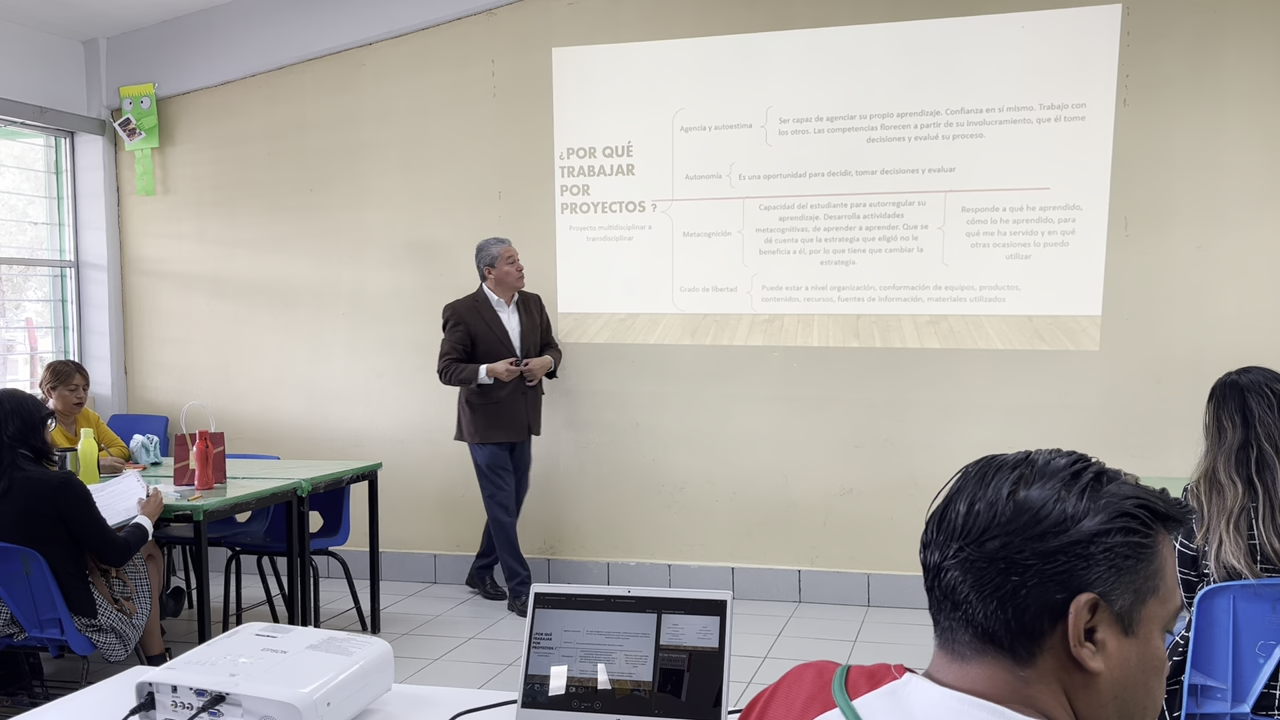 ¿POR QUÉ
TRABAJAR
POR
PROYECTOS ?
Proyecto multidisciplinar a
transdisciplinar
Agencia y autoestima
Ser capaz de agenciar su propio aprendizaje. Confianza en sí mismo. Trabajo con
los otros. Las competencias florecen a partir de su involucramiento, que él tome
decisiones y evalué su proceso.
Autonomía
Es una oportunidad para decidir, tomar decisiones y evaluar
Metacognición
Capacidad del estudiante para autorregular su
aprendizaje. Desarrolla actividades
metacognitivas, de aprender a aprender. Que se
dé cuenta que la estrategia que eligió no le
beneficia a él, por lo que tiene que cambiar la
estrategia
Responde a qué he aprendido,
cómo lo he aprendido, para
qué me ha servido y en qué
otras ocasiones lo puedo
utilizar
Grado de libertad
Puede estar a nivel organización, conformación de equipos, productos,
contenidos, recursos, fuentes de información, materiales utilizados
EPSON
¿POR QUÉ
TRABAJAR
POR
PROYECTOS ?